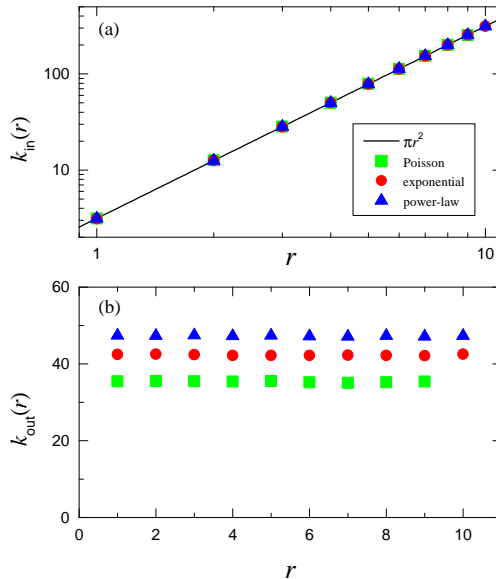 (a)
100
10
k_in(r)
πr²
Poisson
exponential
power-law
1
10
r
(b)
60
40
20
0
k_out(r)
0 2 4 6 8 10
r